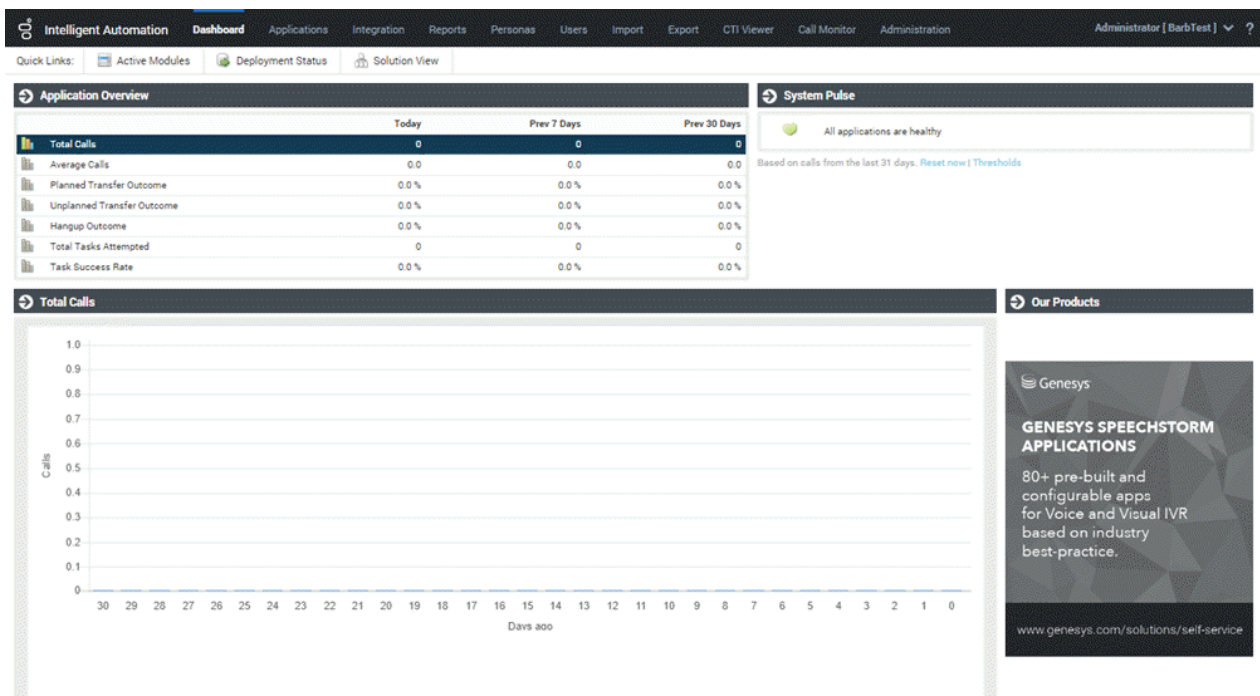 Intelligent Automation Dashboard Applications Integration Reports Personas Users Import Export CTI Viewer Call Monitor Administration Administrator [ BarbTest ] ?
Quick Links: Active Modules Deployment Status Solution View
Application Overview
Today Prev 7 Days Prev 30 Days
Total Calls 0 0 0
Average Calls 0.0 0.0 0.0
Planned Transfer Outcome 0.0 % 0.0 % 0.0 %
Unplanned Transfer Outcome 0.0 % 0.0 % 0.0 %
Hangup Outcome 0.0 % 0.0 % 0.0 %
Total Tasks Attempted 0 0 0
Task Success Rate 0.0 % 0.0 % 0.0 %
System Pulse
All applications are healthy
Based on calls from the last 31 days. Reset now | Thresholds
Total Calls
1.0
0.9
0.8
0.7
0.6
0.5
0.4
0.3
0.2
0.1
0
Calls
30 29 28 27 26 25 24 23 22 21 20 19 18 17 16 15 14 13 12 11 10 9 8 7 6 5 4 3 2 1 0
Days ago
Our Products
Genesys
GENESYS SPEECHSTORM
APPLICATIONS
80+ pre-built and
configurable apps
for Voice and Visual IVR
based on industry
best-practice.
www.genesys.com/solutions/self-service